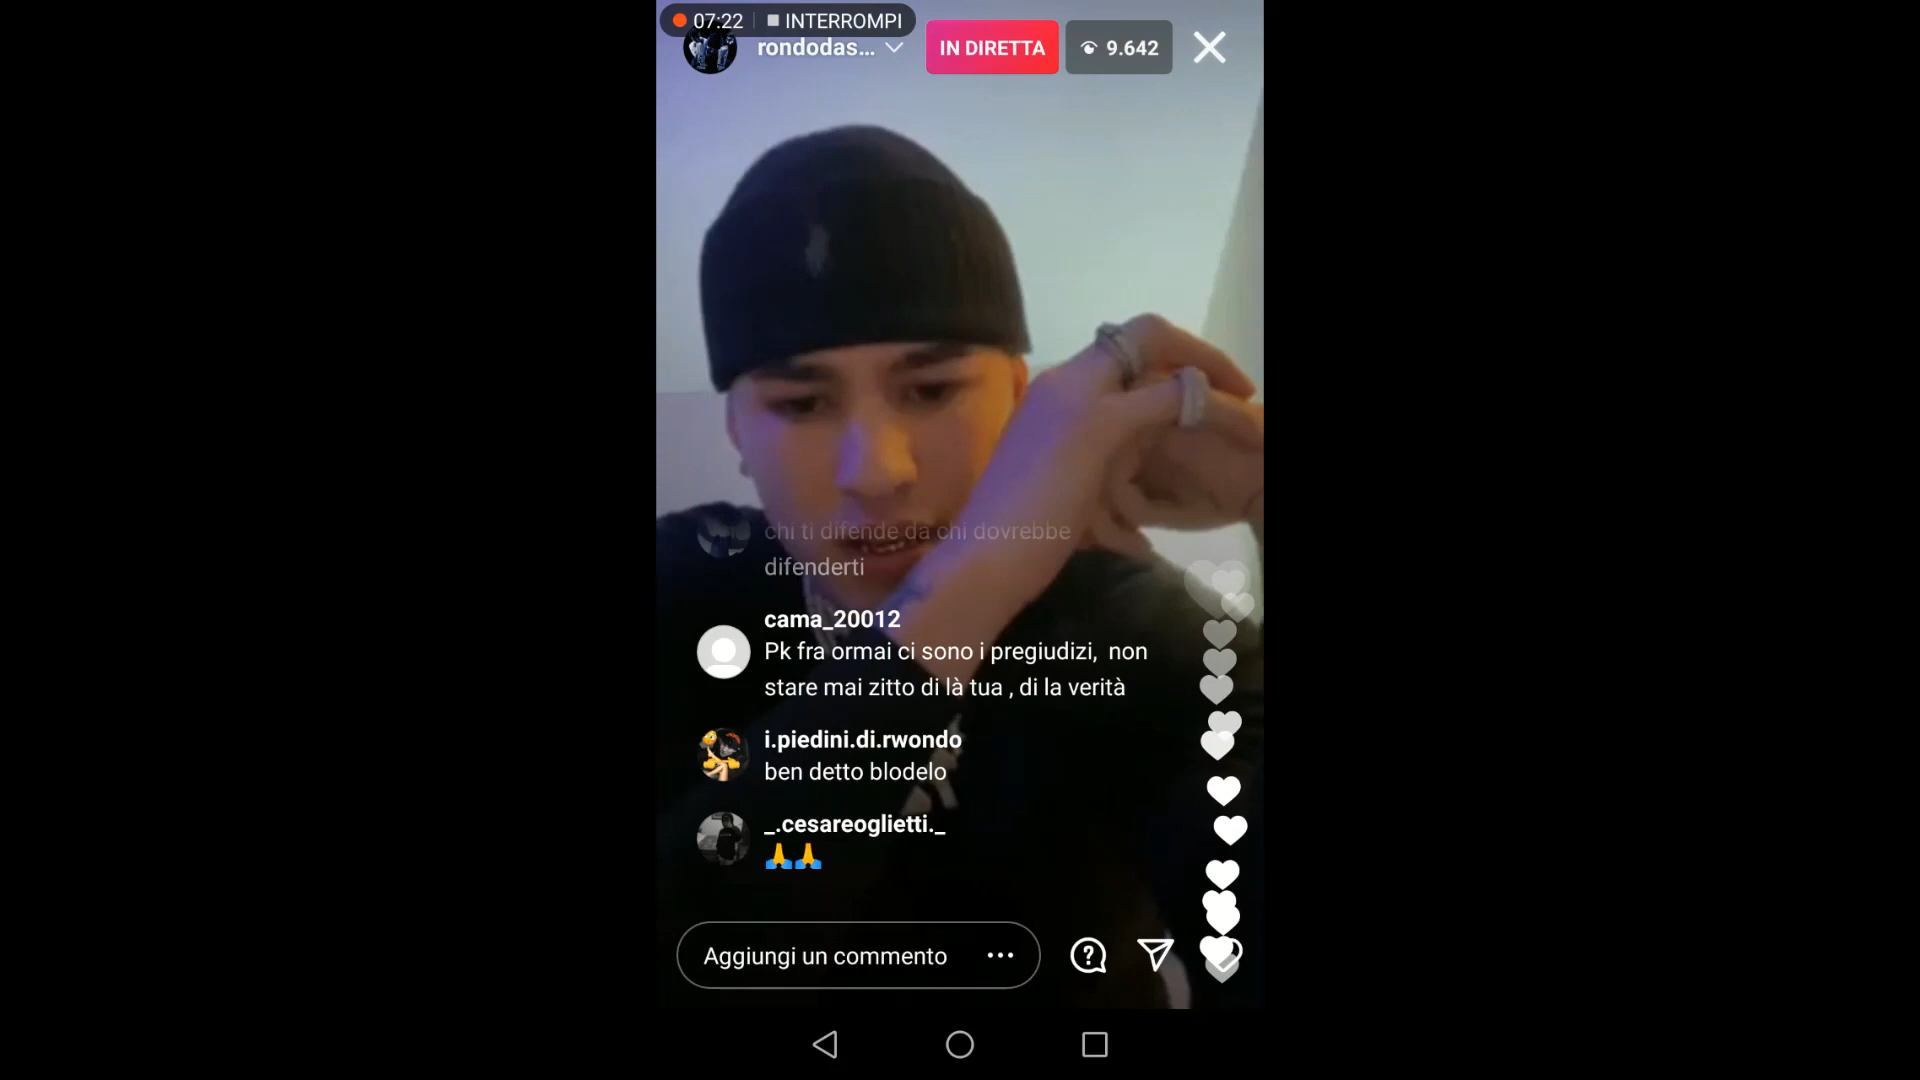 07:22 INTERROMPI
rondodas... IN DIRETTA 9.642
chi ti difende da chi dovrebbe
difenderti
cama_20012
Pk fra ormai ci sono i pregiudizi, non
stare mai zitto di là tua , di la verità
i.piedini.di.rwondo
ben detto blodelo
_.cesareoglietti._
🙏🙏
Aggiungi un commento